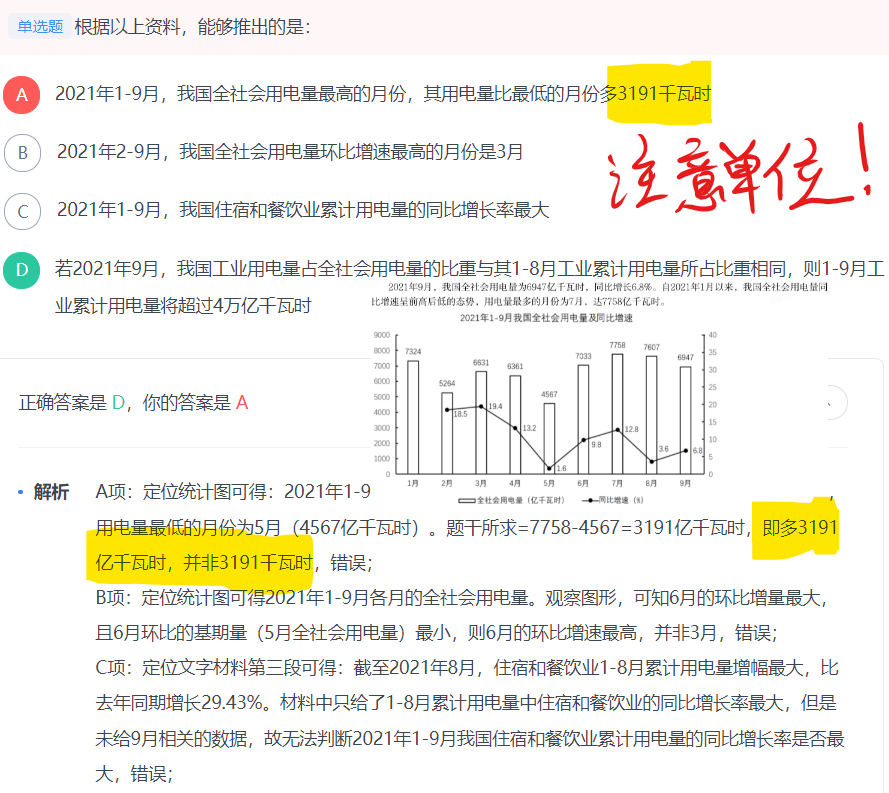 单选题 根据以上资料，能够推出的是：
A 2021年1-9月，我国全社会用电量最高的月份，其用电量比最低的月份多3191千瓦时
注意单位！
B 2021年2-9月，我国全社会用电量环比增速最高的月份是3月
C 2021年1-9月，我国住宿和餐饮业累计用电量的同比增长率最大
D 若2021年9月，我国工业用电量占全社会用电量的比重与其1-8月工业累计用电量所占比重相同，则1-9月工
业累计用电量将超过4万亿千瓦时
2021年9月，我国全社会用电量为6947亿千瓦时，同比增长6.8%。自2021年1月以来，我国全社会用电量同
比增速呈前高后低的态势，用电量最多的月份为7月，达7758亿千瓦时。
2021年1-9月我国全社会用电量及同比增速
9000 8000 7000 6000 5000 4000 3000 2000 1000 0
40 35 30 25 20 15 10 5 0
7324 5264 6631 6361 4567 7033 7758 7607 6947
18.5 19.4 13.2 1.6 9.8 12.8 3.6 6.8
1月 2月 3月 4月 5月 6月 7月 8月 9月
全社会用电量（亿千瓦时） 同比增速（%）
正确答案是 D，你的答案是 A
解析 A项：定位统计图可得：2021年1-9
，
用电量最低的月份为5月（4567亿千瓦时）。题干所求=7758-4567=3191亿千瓦时，即多3191
亿千瓦时，并非3191千瓦时，错误；
B项：定位统计图可得2021年1-9月各月的全社会用电量。观察图形，可知6月的环比增量最大，
且6月环比的基期量（5月全社会用电量）最小，则6月的环比增速最高，并非3月，错误；
C项：定位文字材料第三段可得：截至2021年8月，住宿和餐饮业1-8月累计用电量增幅最大，比
去年同期增长29.43%。材料中只给了1-8月累计用电量中住宿和餐饮业的同比增长率最大，但是
未给9月相关的数据，故无法判断2021年1-9月我国住宿和餐饮业累计用电量的同比增长率是否最
大，错误；